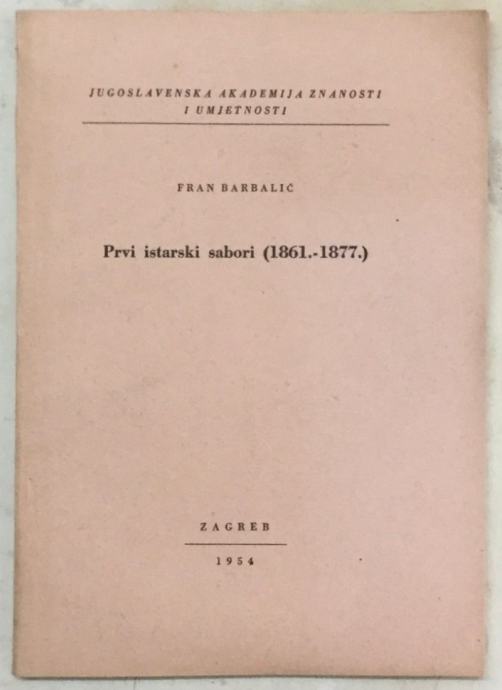 JUGOSLAVENSKA AKADEMIJA ZNANOSTI
I UMJETNOSTI
FRAN BARBALIĆ
Prvi istarski sabori (1861.-1877.)
ZAGREB
1954